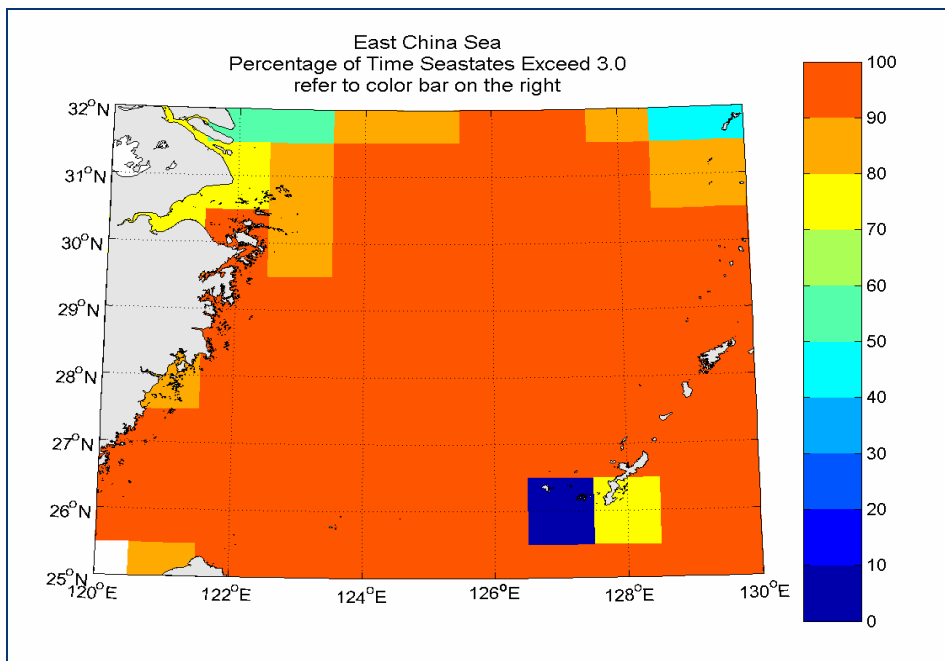 East China Sea
Percentage of Time Seastates Exceed 3.0
refer to color bar on the right
32°N
31°N
30°N
29°N
28°N
27°N
26°N
25°N
120°E
122°E
124°E
126°E
128°E
130°E
100
90
80
70
60
50
40
30
20
10
0